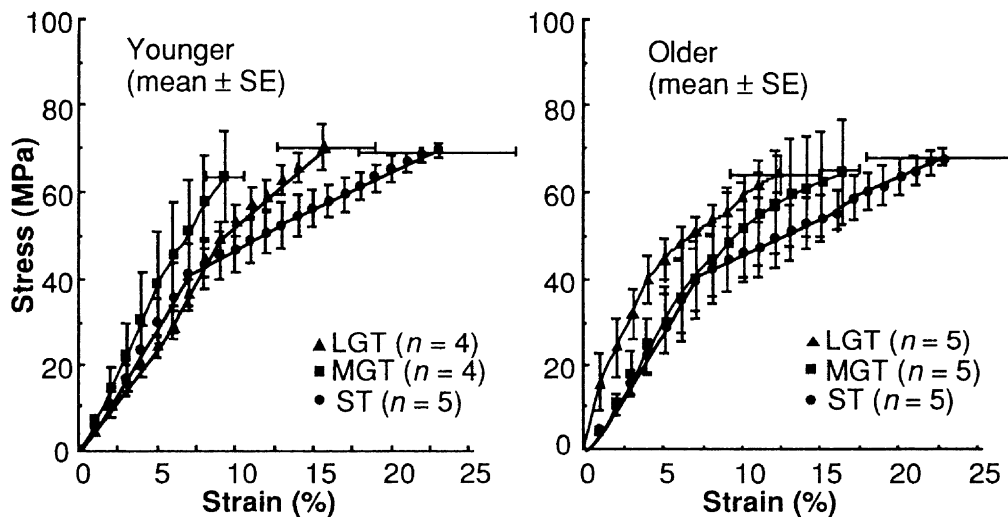 100
80
60
40
20
0
Stress (MPa)
Younger
(mean ± SE)
LGT (n = 4)
MGT (n = 4)
ST (n = 5)
0 5 10 15 20 25
Strain (%)
100
80
60
40
20
0
Older
(mean ± SE)
LGT (n = 5)
MGT (n = 5)
ST (n = 5)
0 5 10 15 20 25
Strain (%)